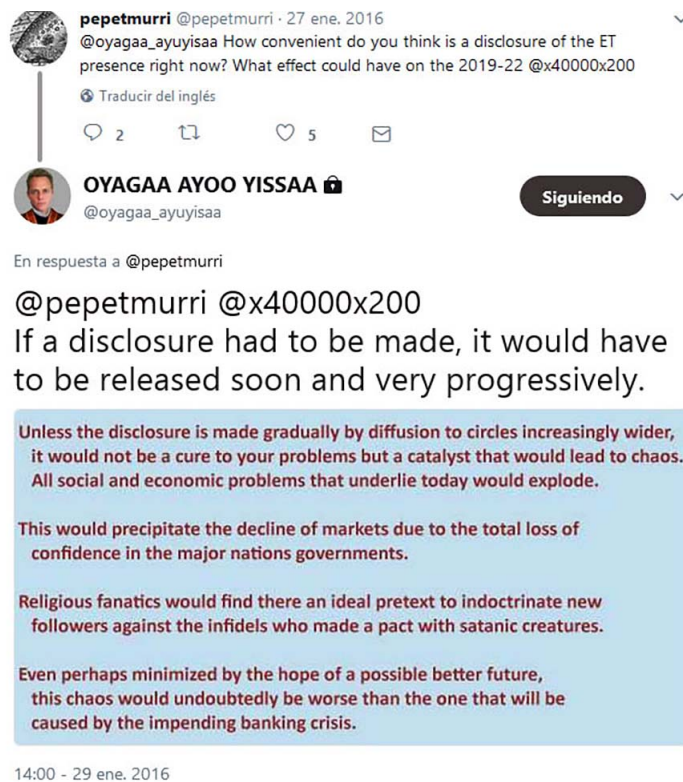 pepetmurri @pepetmurri · 27 ene. 2016
@oyagaa_ayuyisaa How convenient do you think is a disclosure of the ET
presence right now? What effect could have on the 2019-22 @x40000x200
Traducir del inglés
2 5
OYAGAA AYOO YISSAA
@oyagaa_ayuyisaa
Siguiendo
En respuesta a @pepetmurri
@pepetmurri @x40000x200
If a disclosure had to be made, it would have
to be released soon and very progressively.
Unless the disclosure is made gradually by diffusion to circles increasingly wider,
it would not be a cure to your problems but a catalyst that would lead to chaos.
All social and economic problems that underlie today would explode.
This would precipitate the decline of markets due to the total loss of
confidence in the major nations governments.
Religious fanatics would find there an ideal pretext to indoctrinate new
followers against the infidels who made a pact with satanic creatures.
Even perhaps minimized by the hope of a possible better future,
this chaos would undoubtedly be worse than the one that will be
caused by the impending banking crisis.
14:00 - 29 ene. 2016